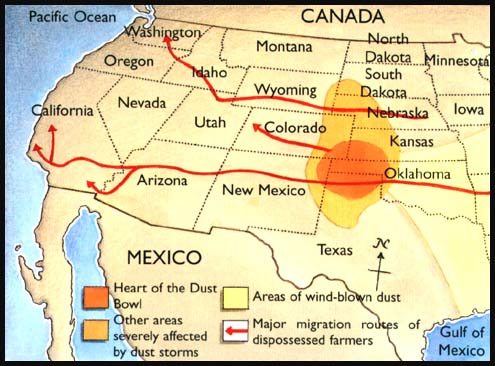 Pacific Ocean
CANADA
Washington
Montana
North
Dakota
Minnesota
Oregon
Idaho
South
Dakota
Wyoming
Nebraska
Iowa
California
Nevada
Utah
Colorado
Kansas
Arizona
New Mexico
Oklahoma
Texas
N
MEXICO
Heart of the Dust
Bowl
Areas of wind-blown dust
Other areas
severely affected
by dust storms
Major migration routes of
dispossessed farmers
Gulf of
Mexico